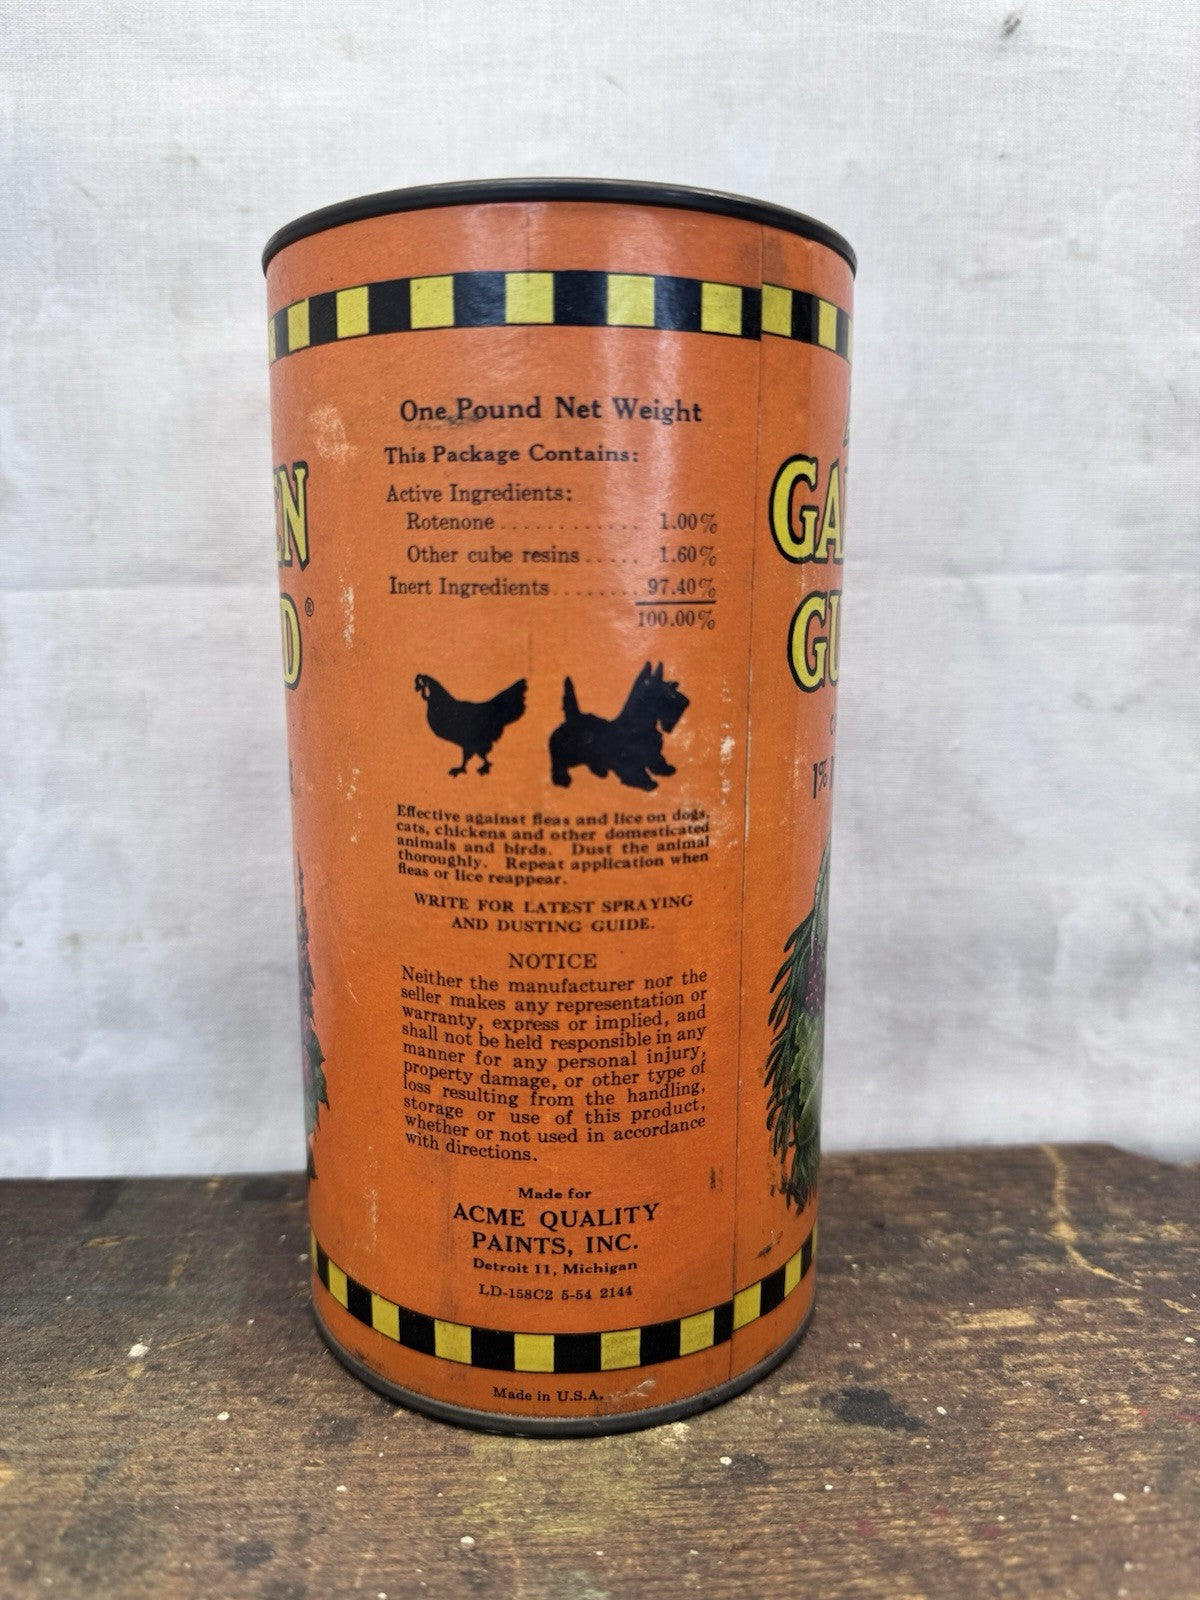 One Pound Net Weight
This Package Contains:
Active Ingredients:
Rotenone ............ 1.00%
Other cube resins ..... 1.60%
Inert Ingredients ........ 97.40%
100.00%
Effective against fleas and lice on dogs,
cats, chickens and other domesticated
animals and birds. Dust the animal
thoroughly. Repeat application when
fleas or lice reappear.
WRITE FOR LATEST SPRAYING
AND DUSTING GUIDE.
NOTICE
Neither the manufacturer nor the
seller makes any representation or
warranty, express or implied, and
shall not be held responsible in any
manner for any personal injury,
property damage, or other type of
loss resulting from the handling,
storage or use of this product,
whether or not used in accordance
with directions.
Made for
ACME QUALITY
PAINTS, INC.
Detroit 11, Michigan
LD-158C2 5-54 2144
Made in U.S.A.
EN
D®
GA
GU
1%